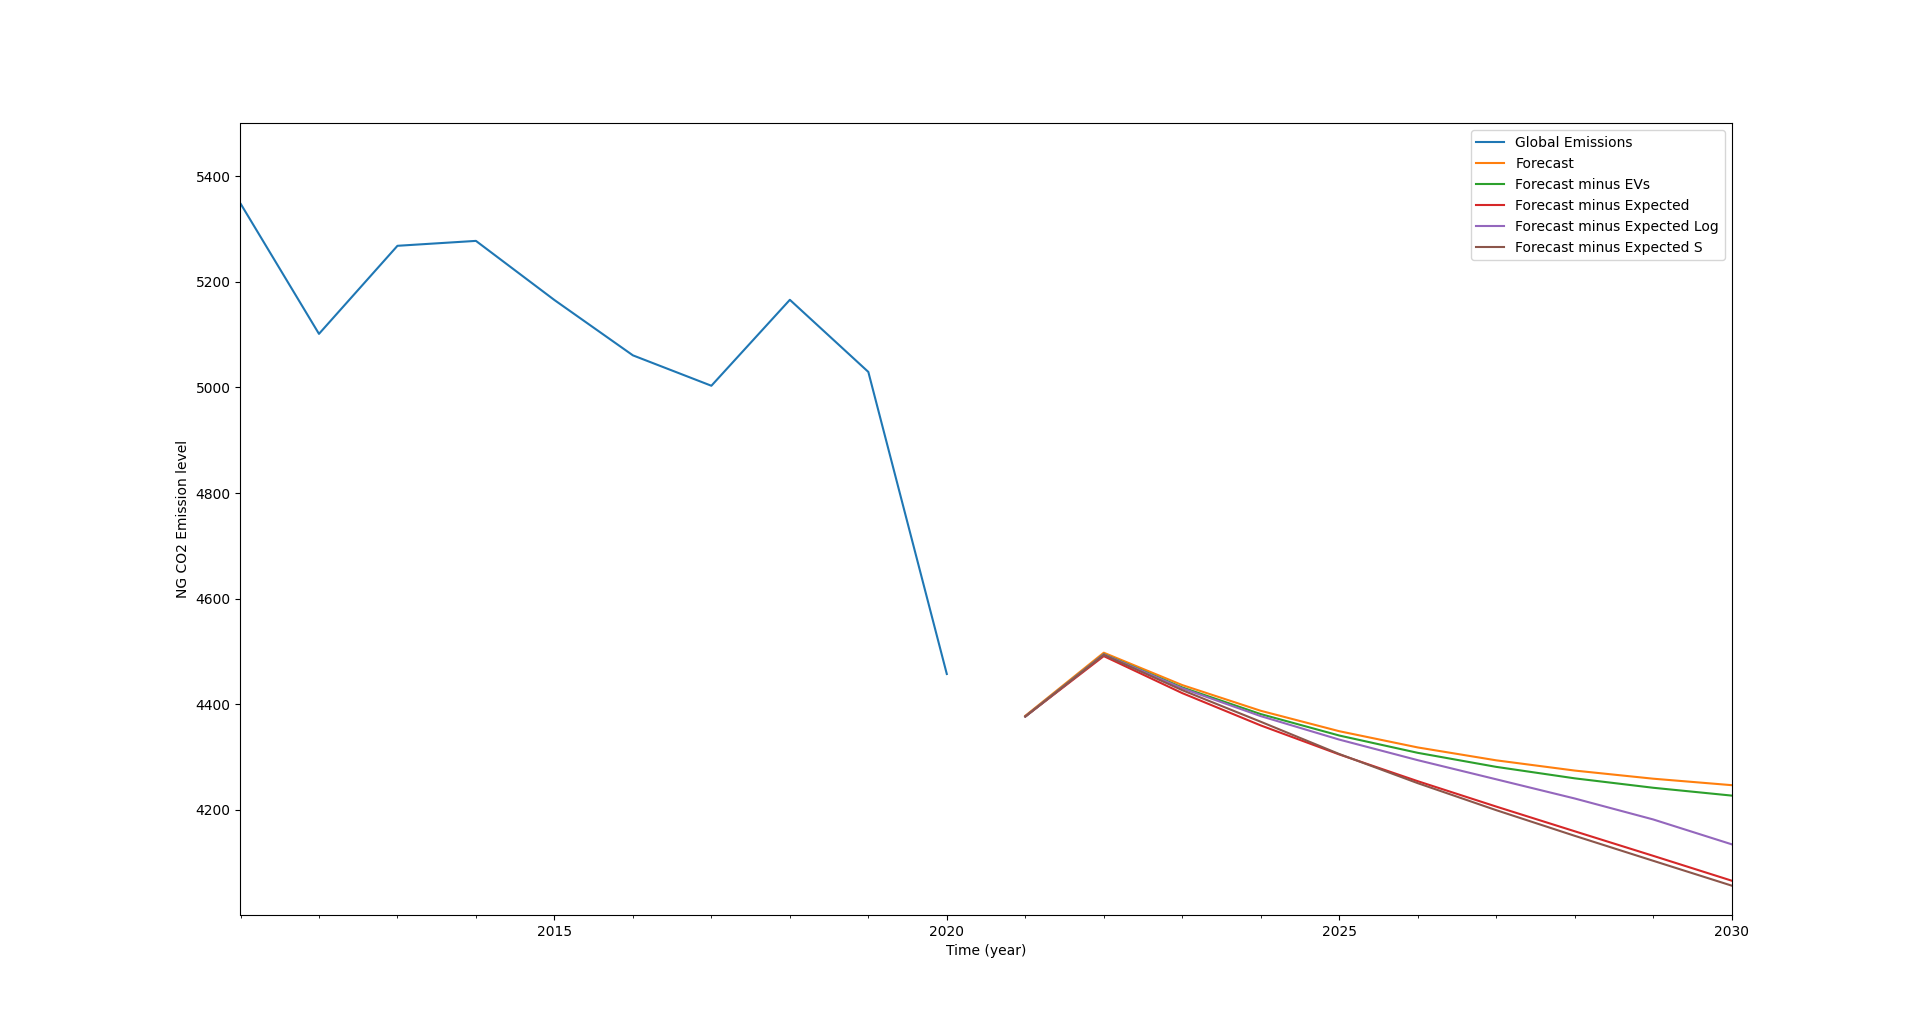 Global Emissions
Forecast
Forecast minus EVs
Forecast minus Expected
Forecast minus Expected Log
Forecast minus Expected S
5400
5200
5000
4800
4600
4400
4200
NG CO2 Emission level
2015 2020 2025 2030
Time (year)